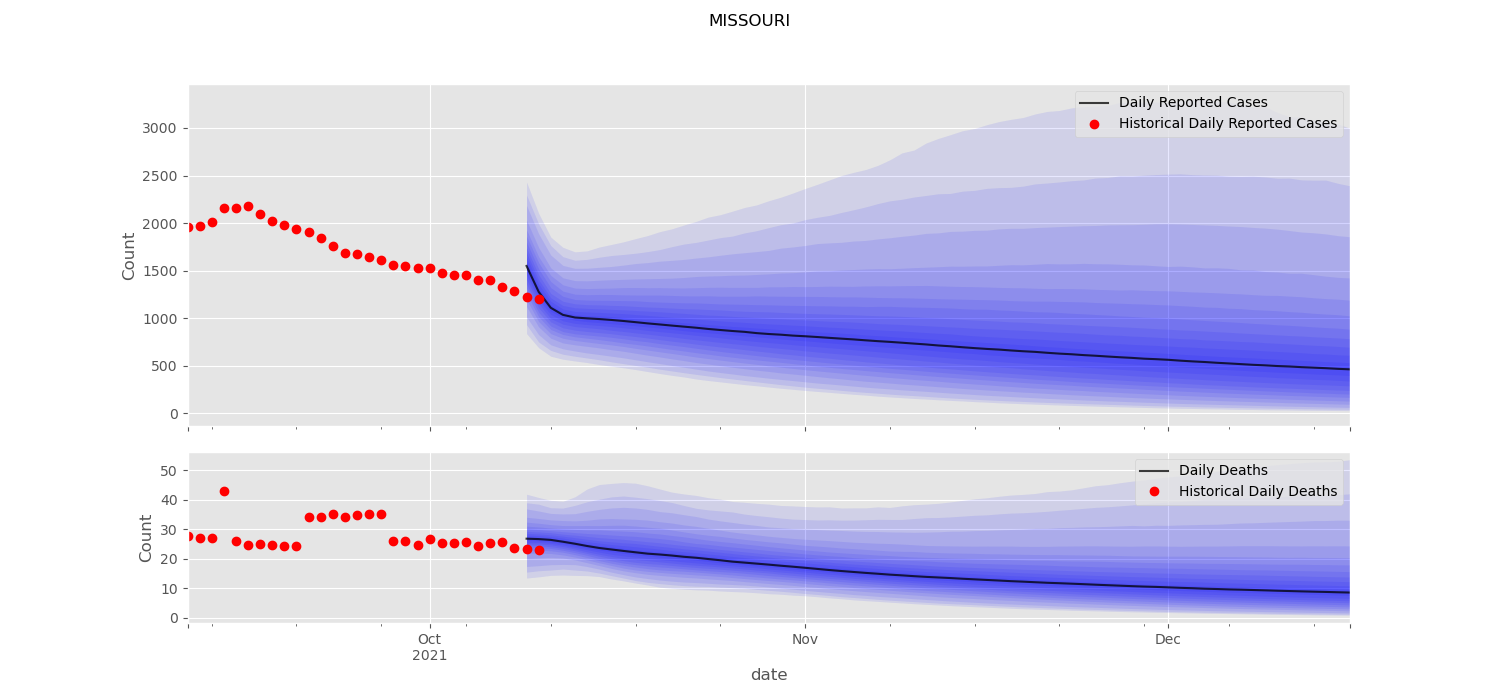 MISSOURI
3000
2500
2000
1500
1000
500
0
Count
Daily Reported Cases
Historical Daily Reported Cases
50
40
30
20
10
0
Count
Daily Deaths
Historical Daily Deaths
Oct
2021
Nov
Dec
date